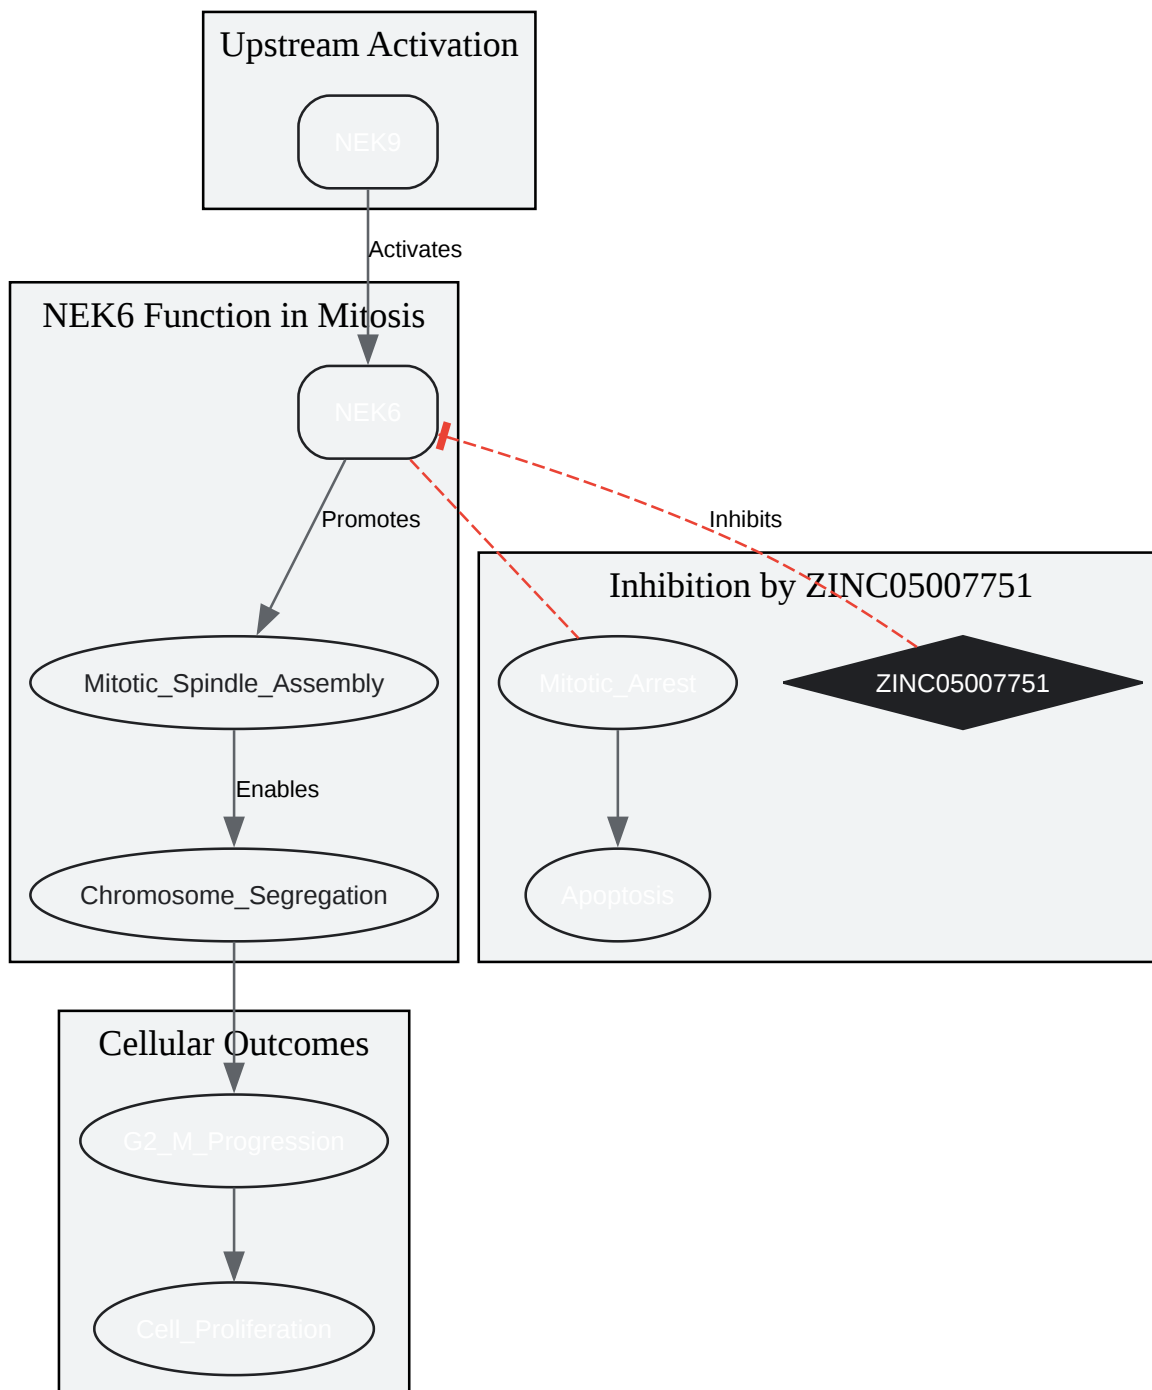 Upstream Activation
NEK9
Activates
NEK6 Function in Mitosis
NEK6
Promotes
Inhibits
Inhibition by ZINC05007751
Mitotic_Spindle_Assembly
Mitotic_Arrest
ZINC05007751
Enables
Chromosome_Segregation
Apoptosis
Cellular Outcomes
G2_M_Progression
Cell_Proliferation